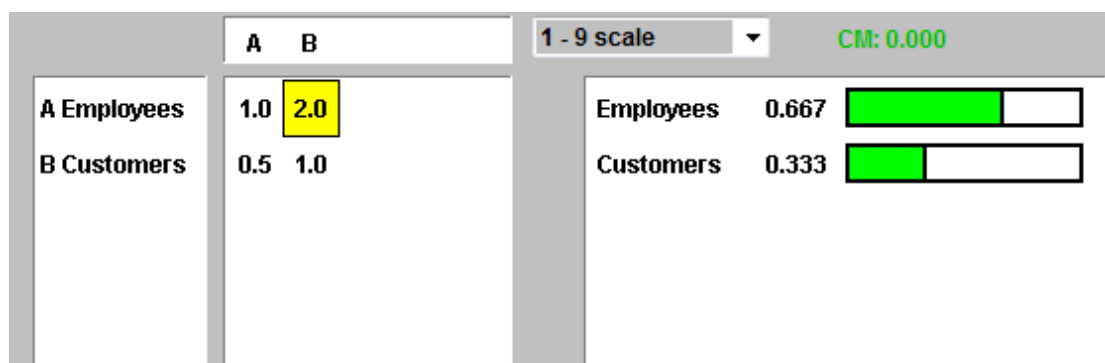 A B
1 - 9 scale
CM: 0.000
A Employees 1.0 2.0
B Customers 0.5 1.0
Employees 0.667
Customers 0.333